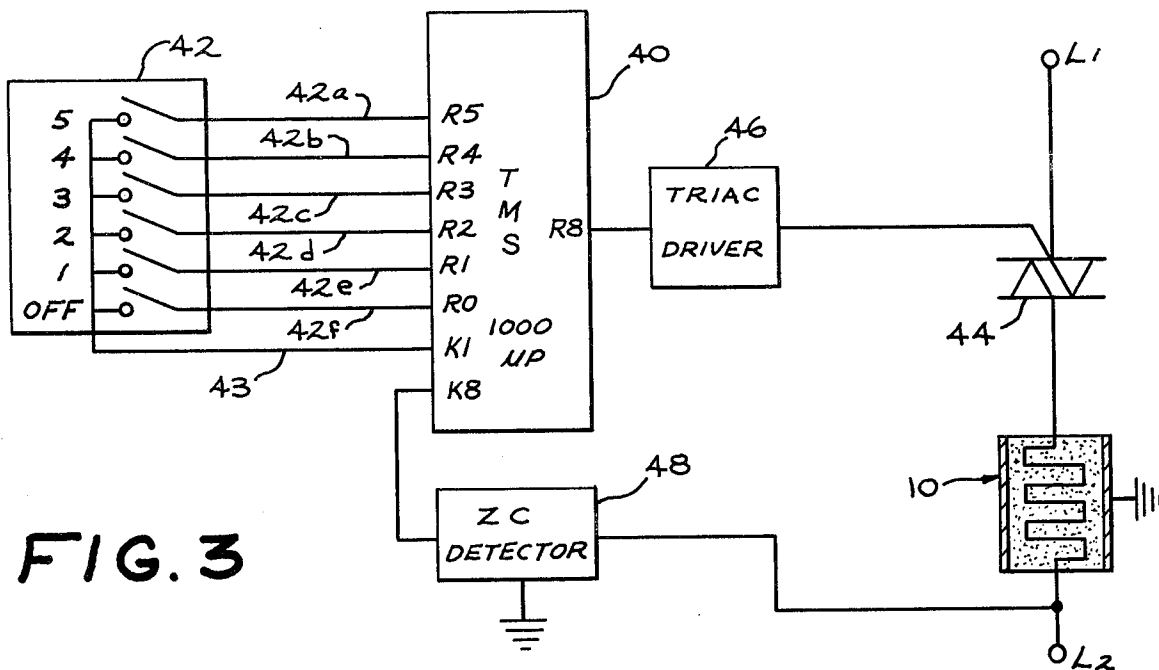 42
5
4
3
2
1
OFF
42a
42b
42c
42d
42e
42f
43
R5
R4
R3
R2
R1
R0
K1
K8
TMS
1000
μP
R8
40
46
TRIAC
DRIVER
L1
44
10
48
ZC
DETECTOR
L2
FIG. 3